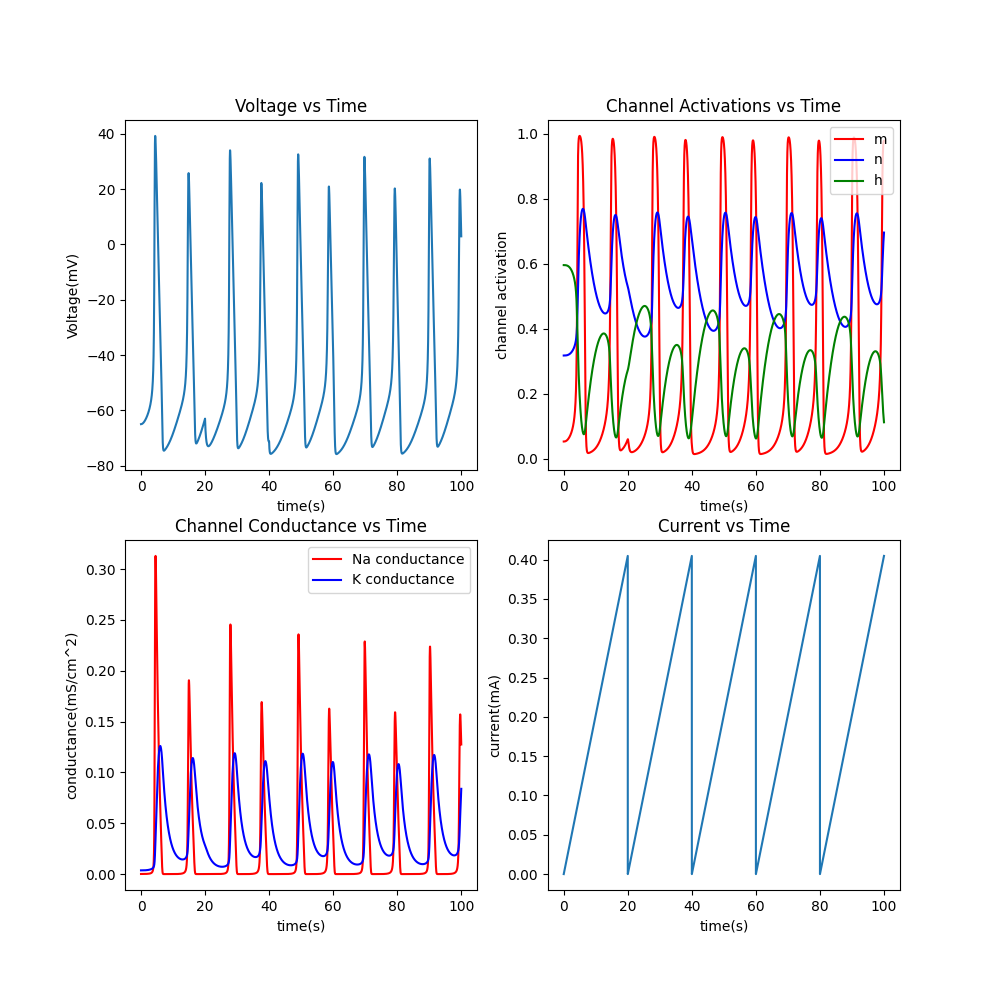 Voltage vs Time
Voltage(mV)
40
20
0
−20
−40
−60
−80
0 20 40 60 80 100
time(s)
Channel Activations vs Time
channel activation
1.0
0.8
0.6
0.4
0.2
0.0
m
n
h
0 20 40 60 80 100
time(s)
Channel Conductance vs Time
conductance(mS/cm^2)
0.30
0.25
0.20
0.15
0.10
0.05
0.00
Na conductance
K conductance
0 20 40 60 80 100
time(s)
Current vs Time
current(mA)
0.40
0.35
0.30
0.25
0.20
0.15
0.10
0.05
0.00
0 20 40 60 80 100
time(s)